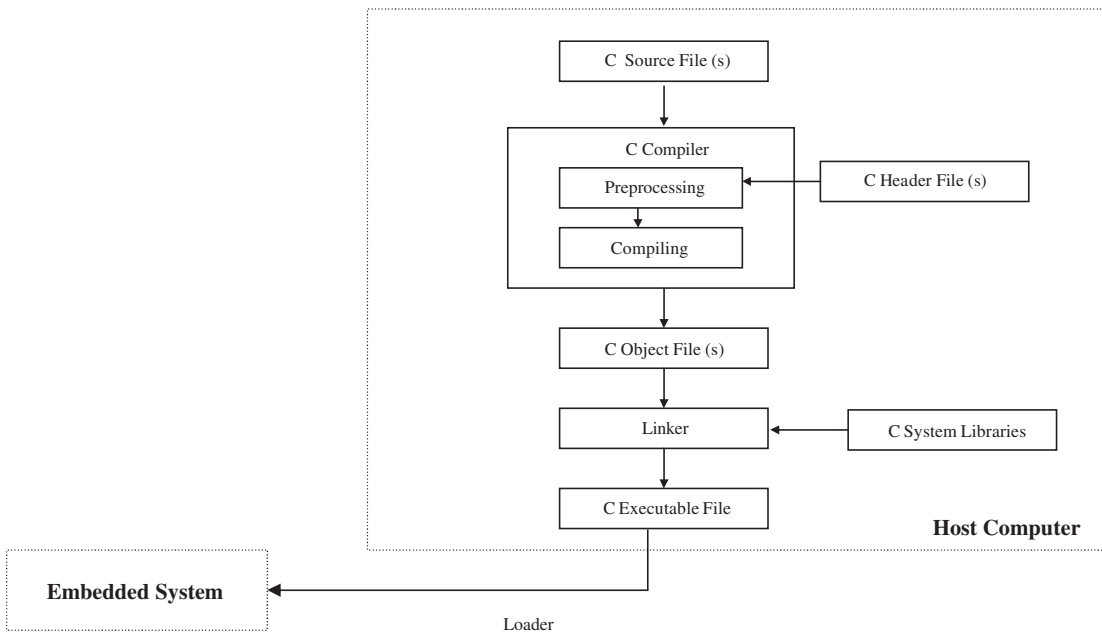 C Source File (s)
C Compiler
Preprocessing
C Header File (s)
Compiling
C Object File (s)
Linker
C System Libraries
C Executable File
Host Computer
Embedded System
Loader